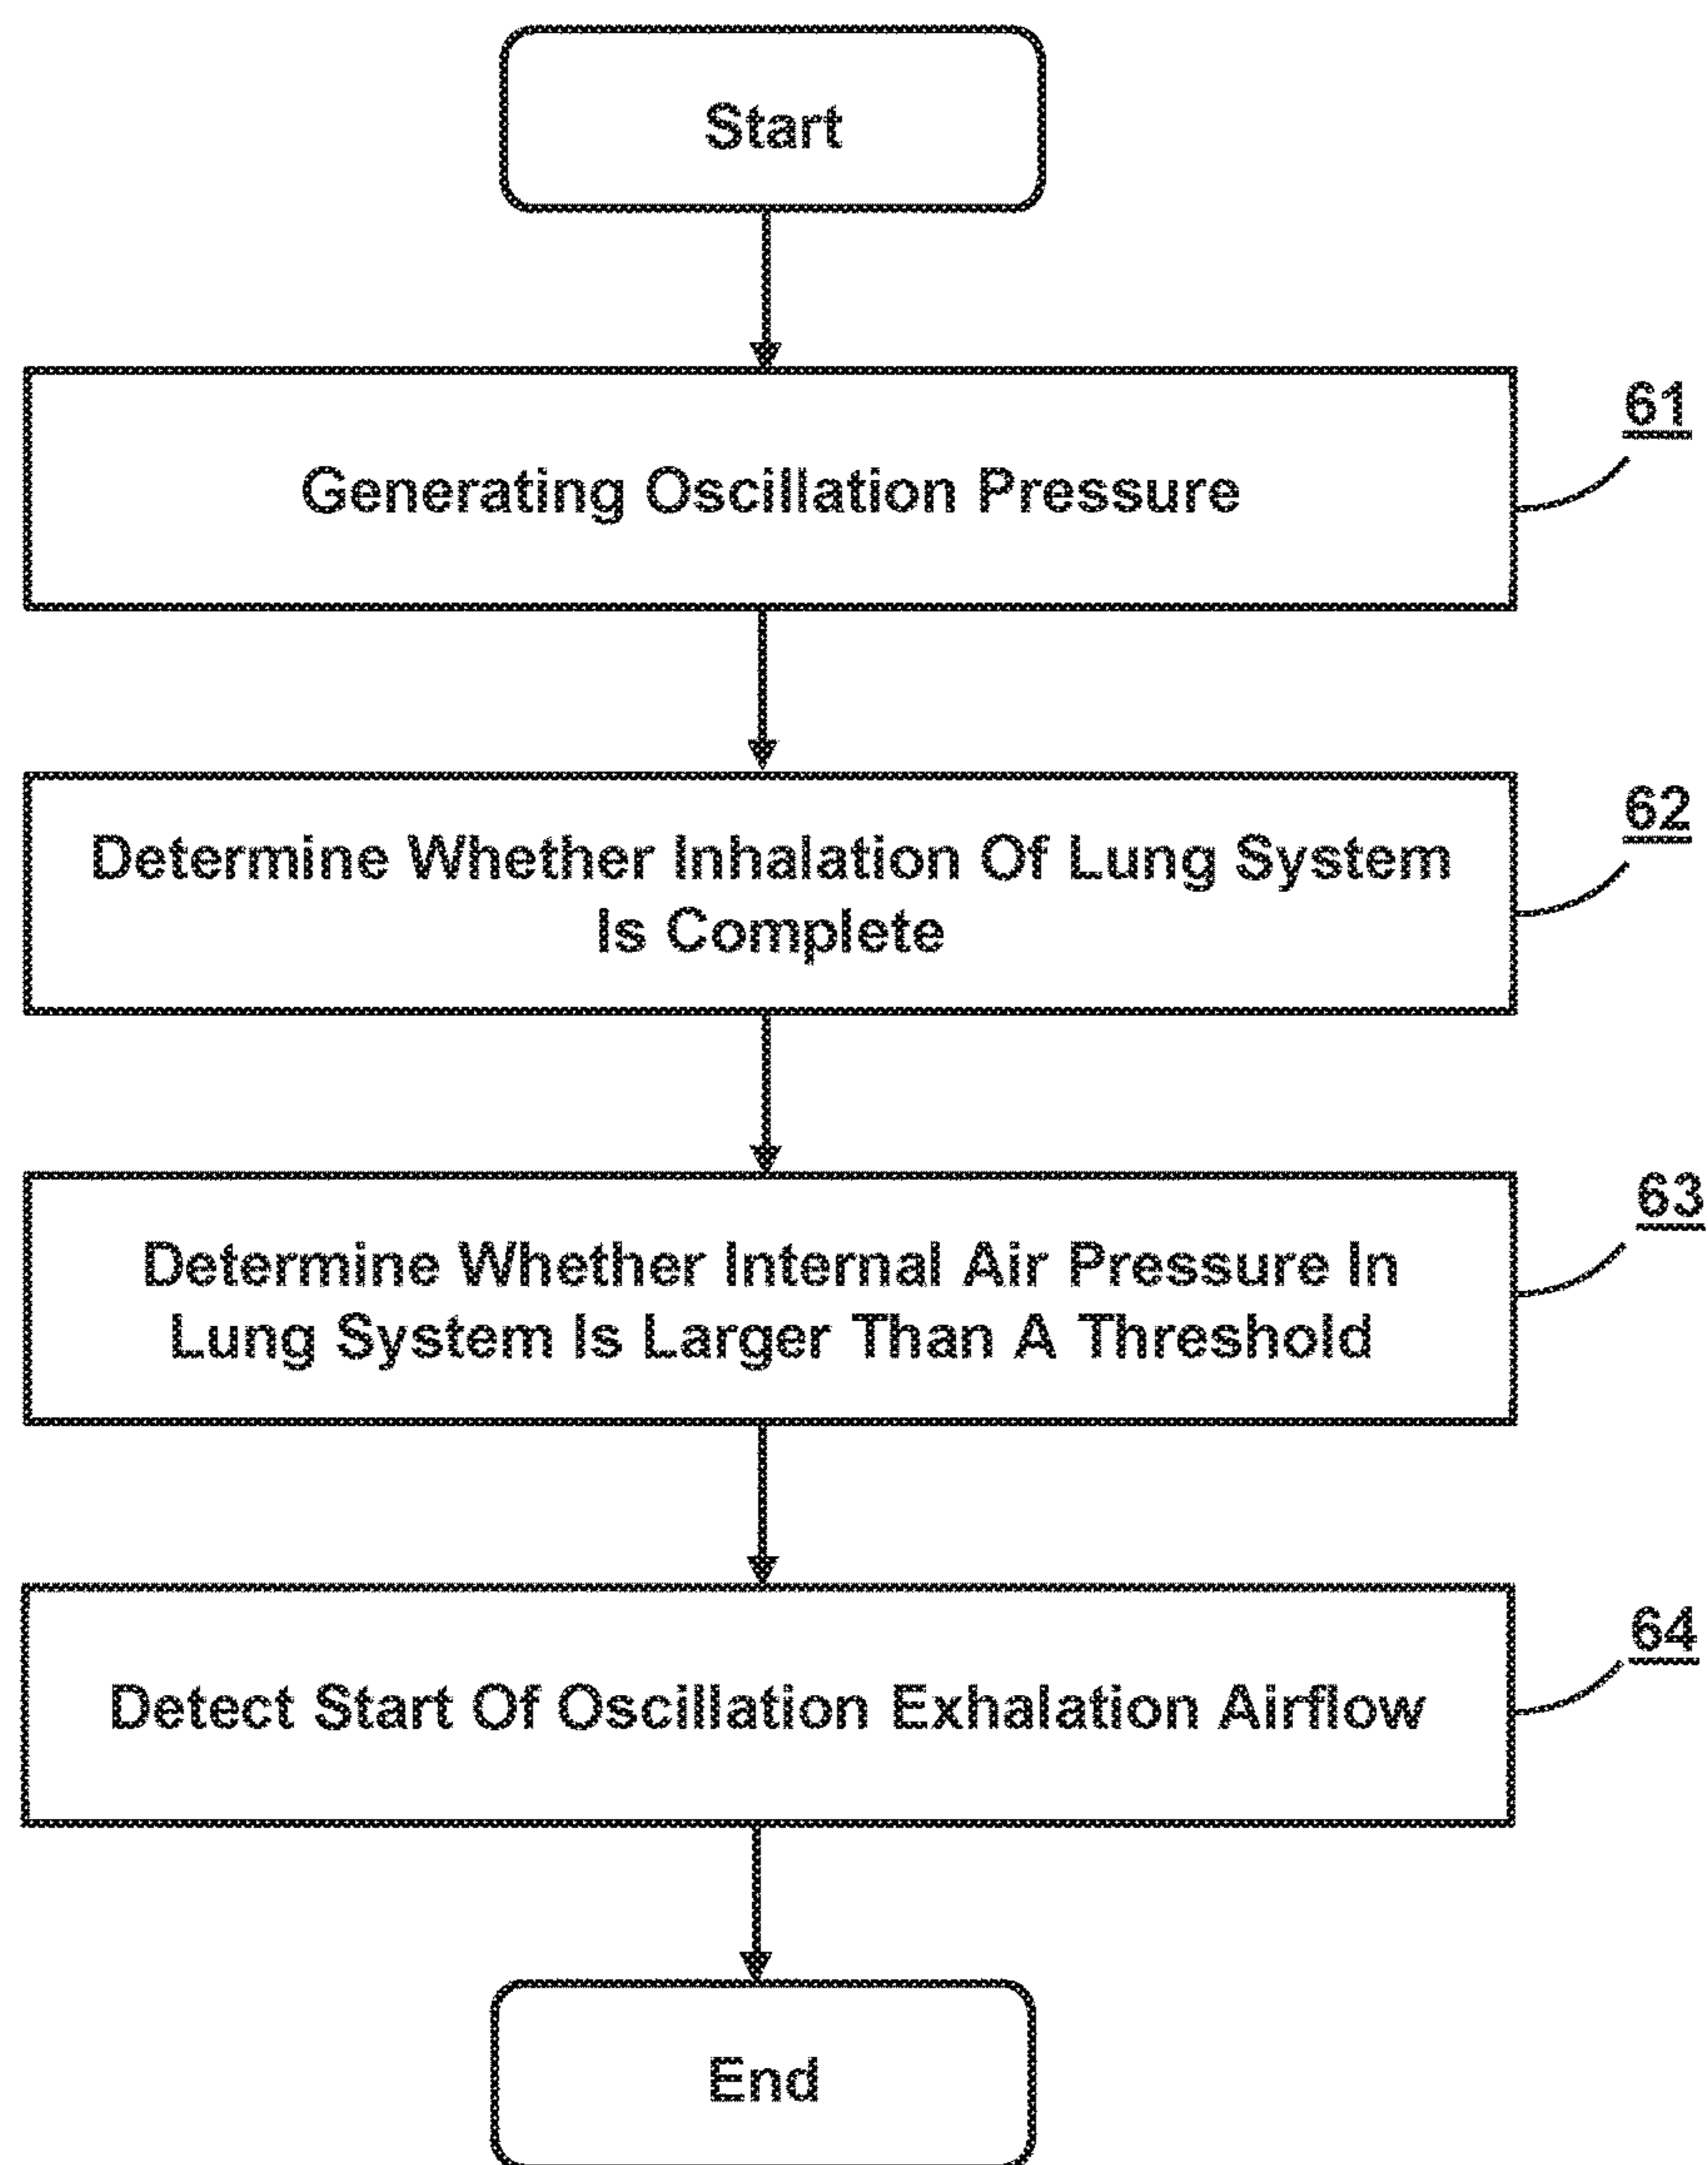 Start
Generating Oscillation Pressure
61
Determine Whether Inhalation Of Lung System
Is Complete
62
Determine Whether Internal Air Pressure In
Lung System Is Larger Than A Threshold
63
Detect Start Of Oscillation Exhalation Airflow
64
End